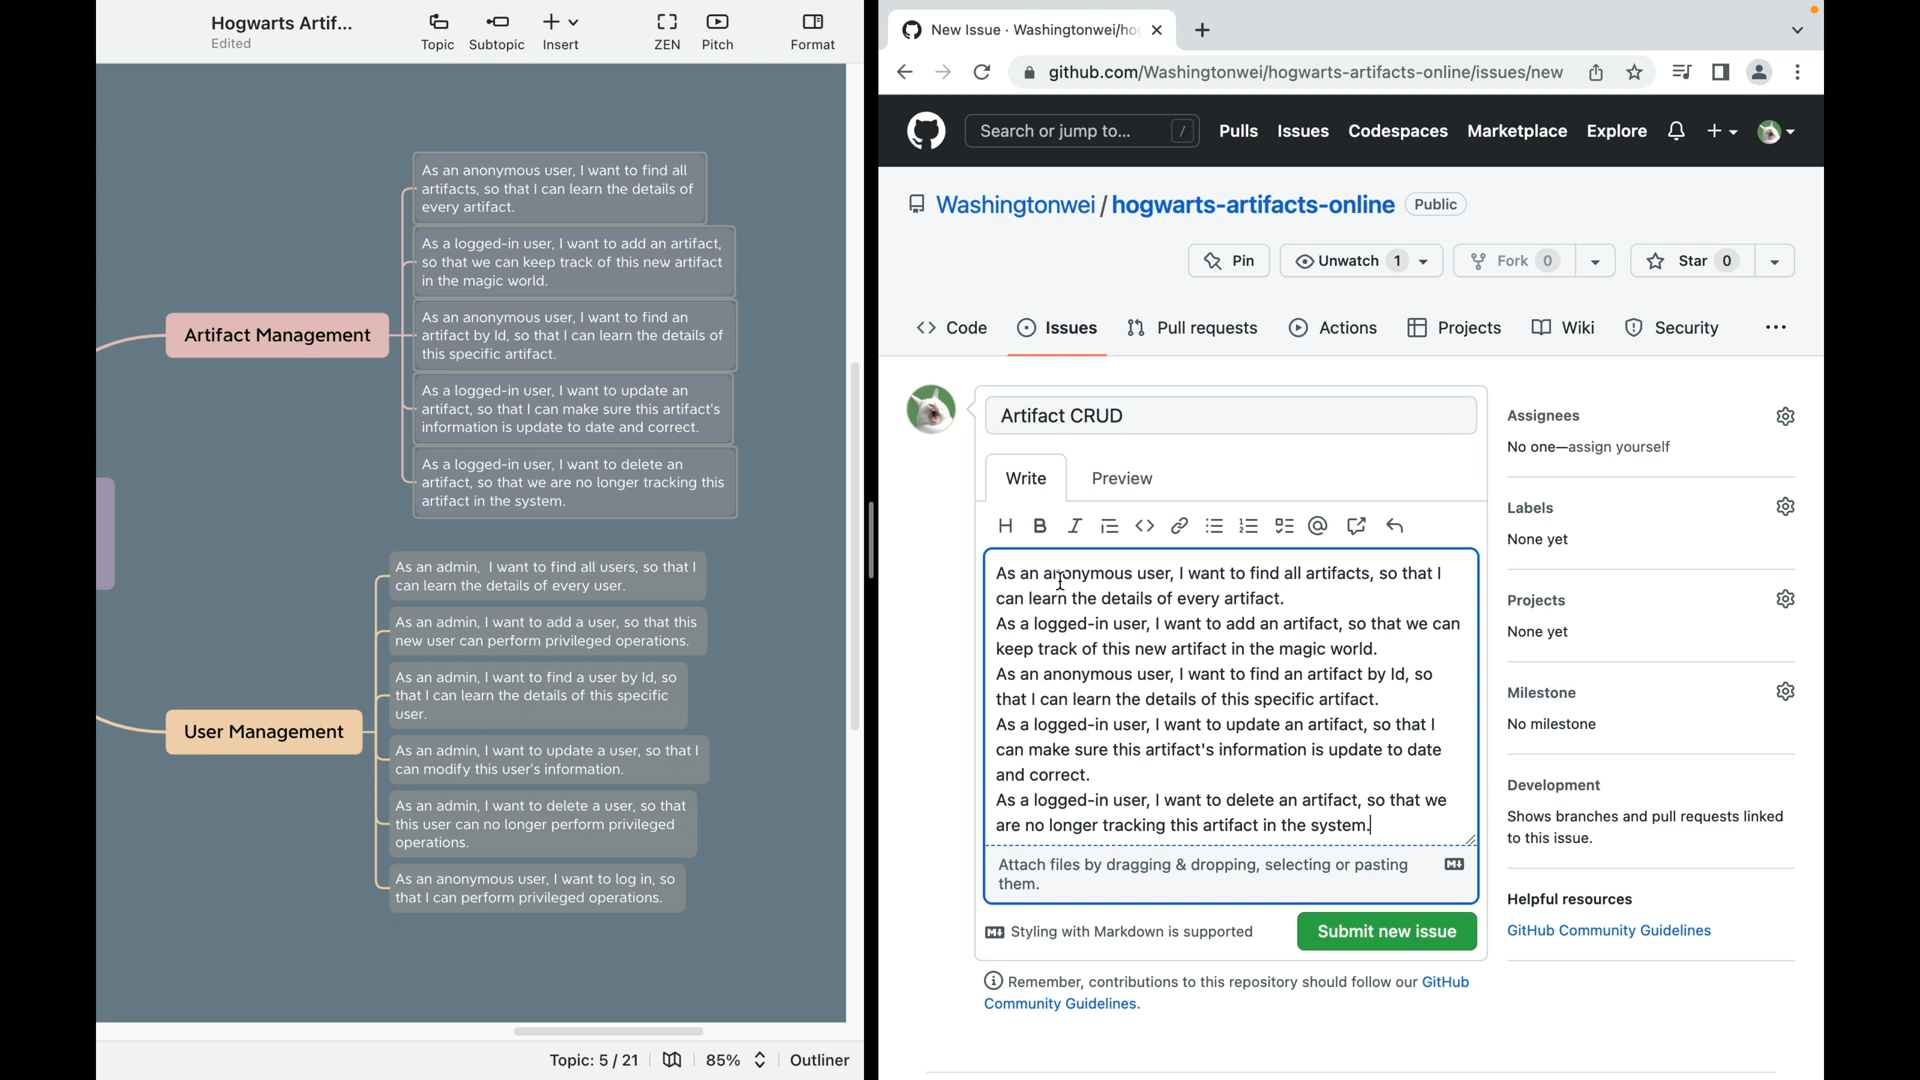 Hogwarts Artif...
Edited
Topic
Subtopic
Insert
ZEN
Pitch
Format
As an anonymous user, I want to find all
artifacts, so that I can learn the details of
every artifact.
As a logged-in user, I want to add an artifact,
so that we can keep track of this new artifact
in the magic world.
As an anonymous user, I want to find an
artifact by Id, so that I can learn the details of
this specific artifact.
As a logged-in user, I want to update an
artifact, so that I can make sure this artifact's
information is update to date and correct.
As a logged-in user, I want to delete an
artifact, so that we are no longer tracking this
artifact in the system.
Artifact Management
As an admin, I want to find all users, so that I
can learn the details of every user.
As an admin, I want to add a user, so that this
new user can perform privileged operations.
As an admin, I want to find a user by Id, so
that I can learn the details of this specific
user.
As an admin, I want to update a user, so that I
can modify this user's information.
As an admin, I want to delete a user, so that
this user can no longer perform privileged
operations.
As an anonymous user, I want to log in, so
that I can perform privileged operations.
User Management
Topic: 5 / 21
85%
Outliner
New Issue · Washingtonwei/ho
github.com/Washingtonwei/hogwarts-artifacts-online/issues/new
Search or jump to... /
Pulls
Issues
Codespaces
Marketplace
Explore
Washingtonwei / hogwarts-artifacts-online Public
Pin
Unwatch 1
Fork 0
Star 0
Code
Issues
Pull requests
Actions
Projects
Wiki
Security
Artifact CRUD
Write
Preview
H B I
As an anonymous user, I want to find all artifacts, so that I
can learn the details of every artifact.
As a logged-in user, I want to add an artifact, so that we can
keep track of this new artifact in the magic world.
As an anonymous user, I want to find an artifact by Id, so
that I can learn the details of this specific artifact.
As a logged-in user, I want to update an artifact, so that I
can make sure this artifact's information is update to date
and correct.
As a logged-in user, I want to delete an artifact, so that we
are no longer tracking this artifact in the system.
Attach files by dragging & dropping, selecting or pasting
them.
Styling with Markdown is supported
Submit new issue
Remember, contributions to this repository should follow our GitHub
Community Guidelines.
Assignees
No one—assign yourself
Labels
None yet
Projects
None yet
Milestone
No milestone
Development
Shows branches and pull requests linked
to this issue.
Helpful resources
GitHub Community Guidelines